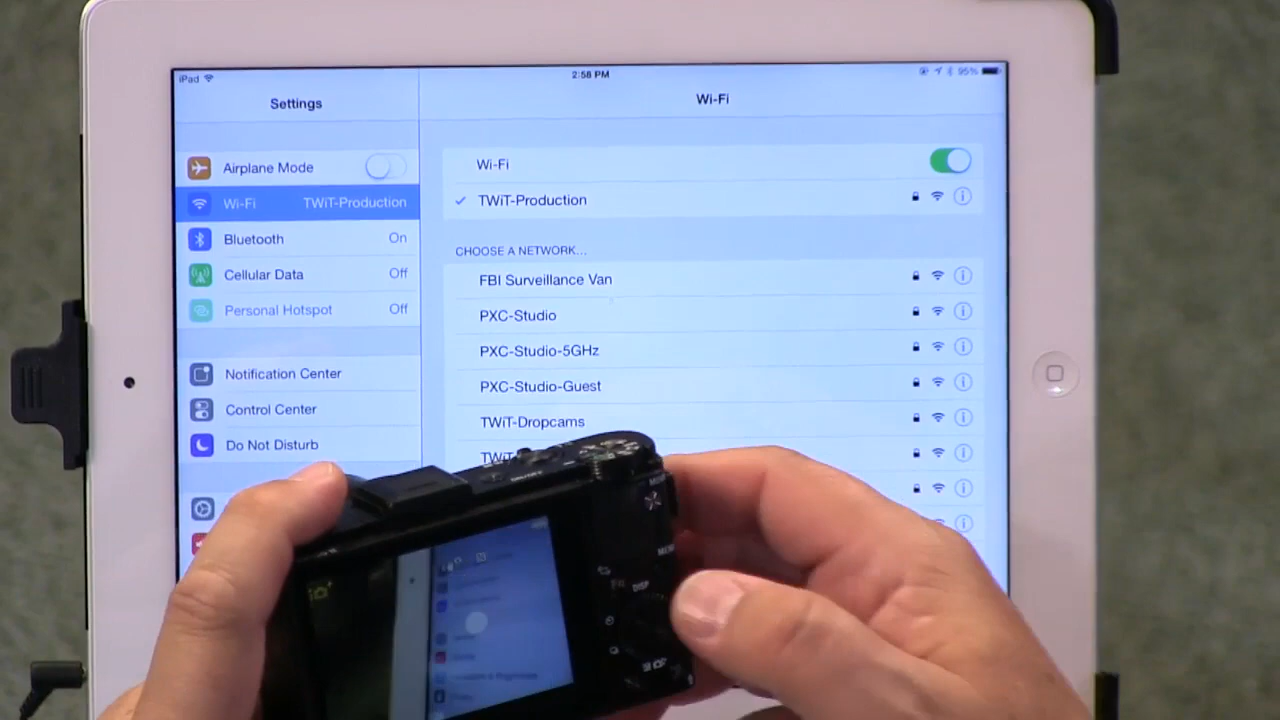 iPad
2:58 PM
95%
Settings
Wi-Fi
Airplane Mode
Wi-Fi TWiT-Production
Bluetooth On
Cellular Data Off
Personal Hotspot Off
Notification Center
Control Center
Do Not Disturb
Wi-Fi
TWiT-Production
CHOOSE A NETWORK...
FBI Surveillance Van
PXC-Studio
PXC-Studio-5GHz
PXC-Studio-Guest
TWiT-Dropcams
MENU
Fn
DISP